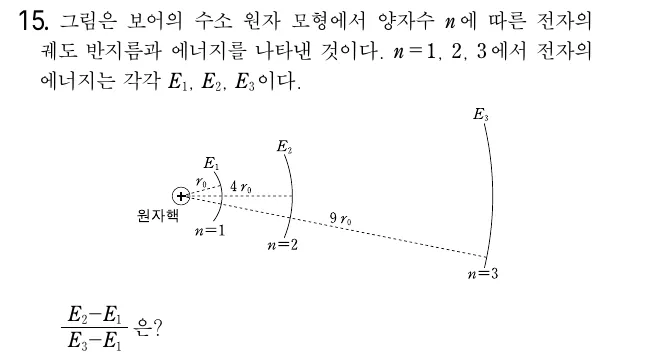 15. 그림은 보어의 수소 원자 모형에서 양자수 n에 따른 전자의
궤도 반지름과 에너지를 나타낸 것이다. n=1, 2, 3에서 전자의
에너지는 각각 E₁, E₂, E₃이다.
E₃
E₂
E₁
r₀
4 r₀
+
원자핵
9 r₀
n=1
n=2
n=3
E₂−E₁
E₃−E₁
은?